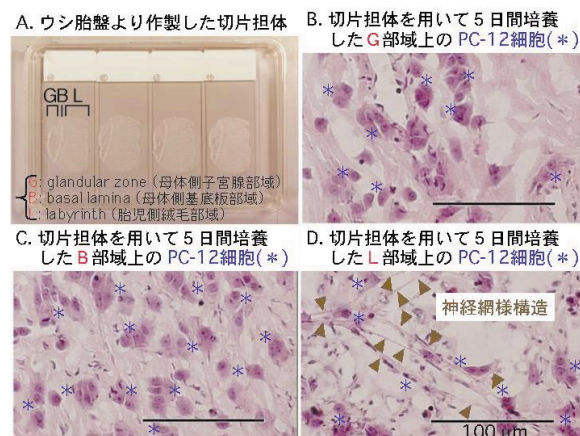 A. ウシ胎盤より作製した切片担体
GB L
G: glandular zone (母体側子宮腺部域)
B: basal lamina (母体側基底板部域)
L: labyrinth (胎児側絨毛部域)
B. 切片担体を用いて5日間培養
したG部域上のPC-12細胞(*)
C. 切片担体を用いて5日間培養
したB部域上のPC-12細胞(*)
D. 切片担体を用いて5日間培養
したL部域上のPC-12細胞(*)
神経網様構造
100 μm